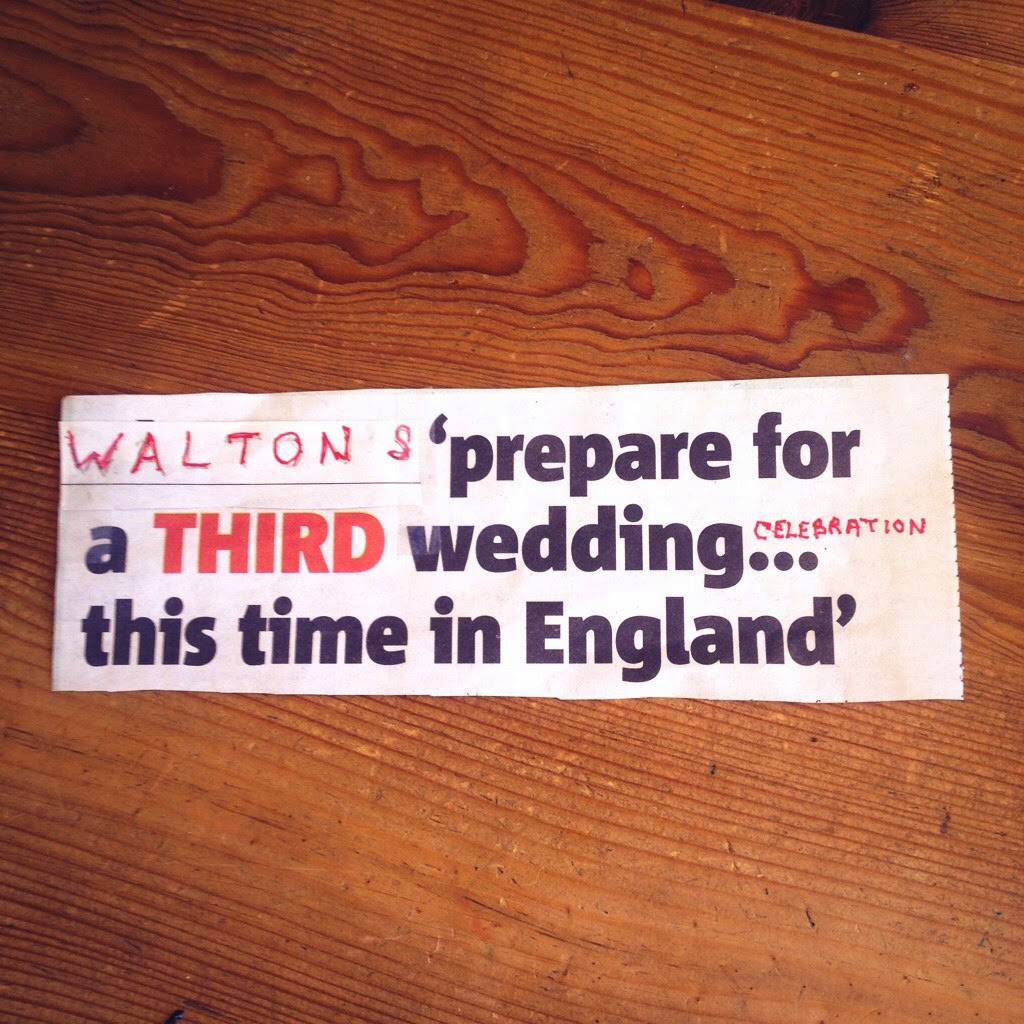 WALTONS ‘prepare for
a THIRD wedding... CELEBRATION
this time in England’